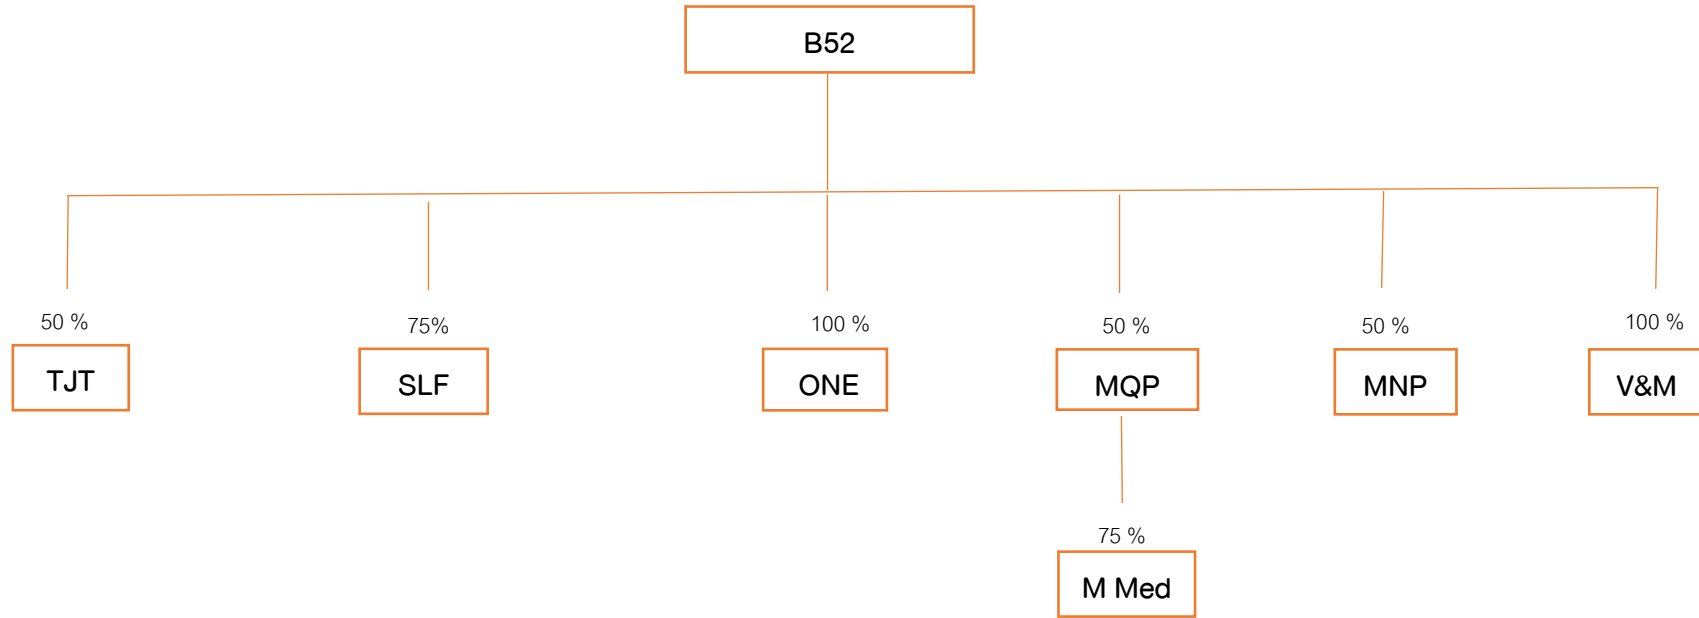 B52
50 %
75%
100 %
50 %
50 %
100 %
TJT
SLF
ONE
MQP
MNP
V&M
75 %
M Med